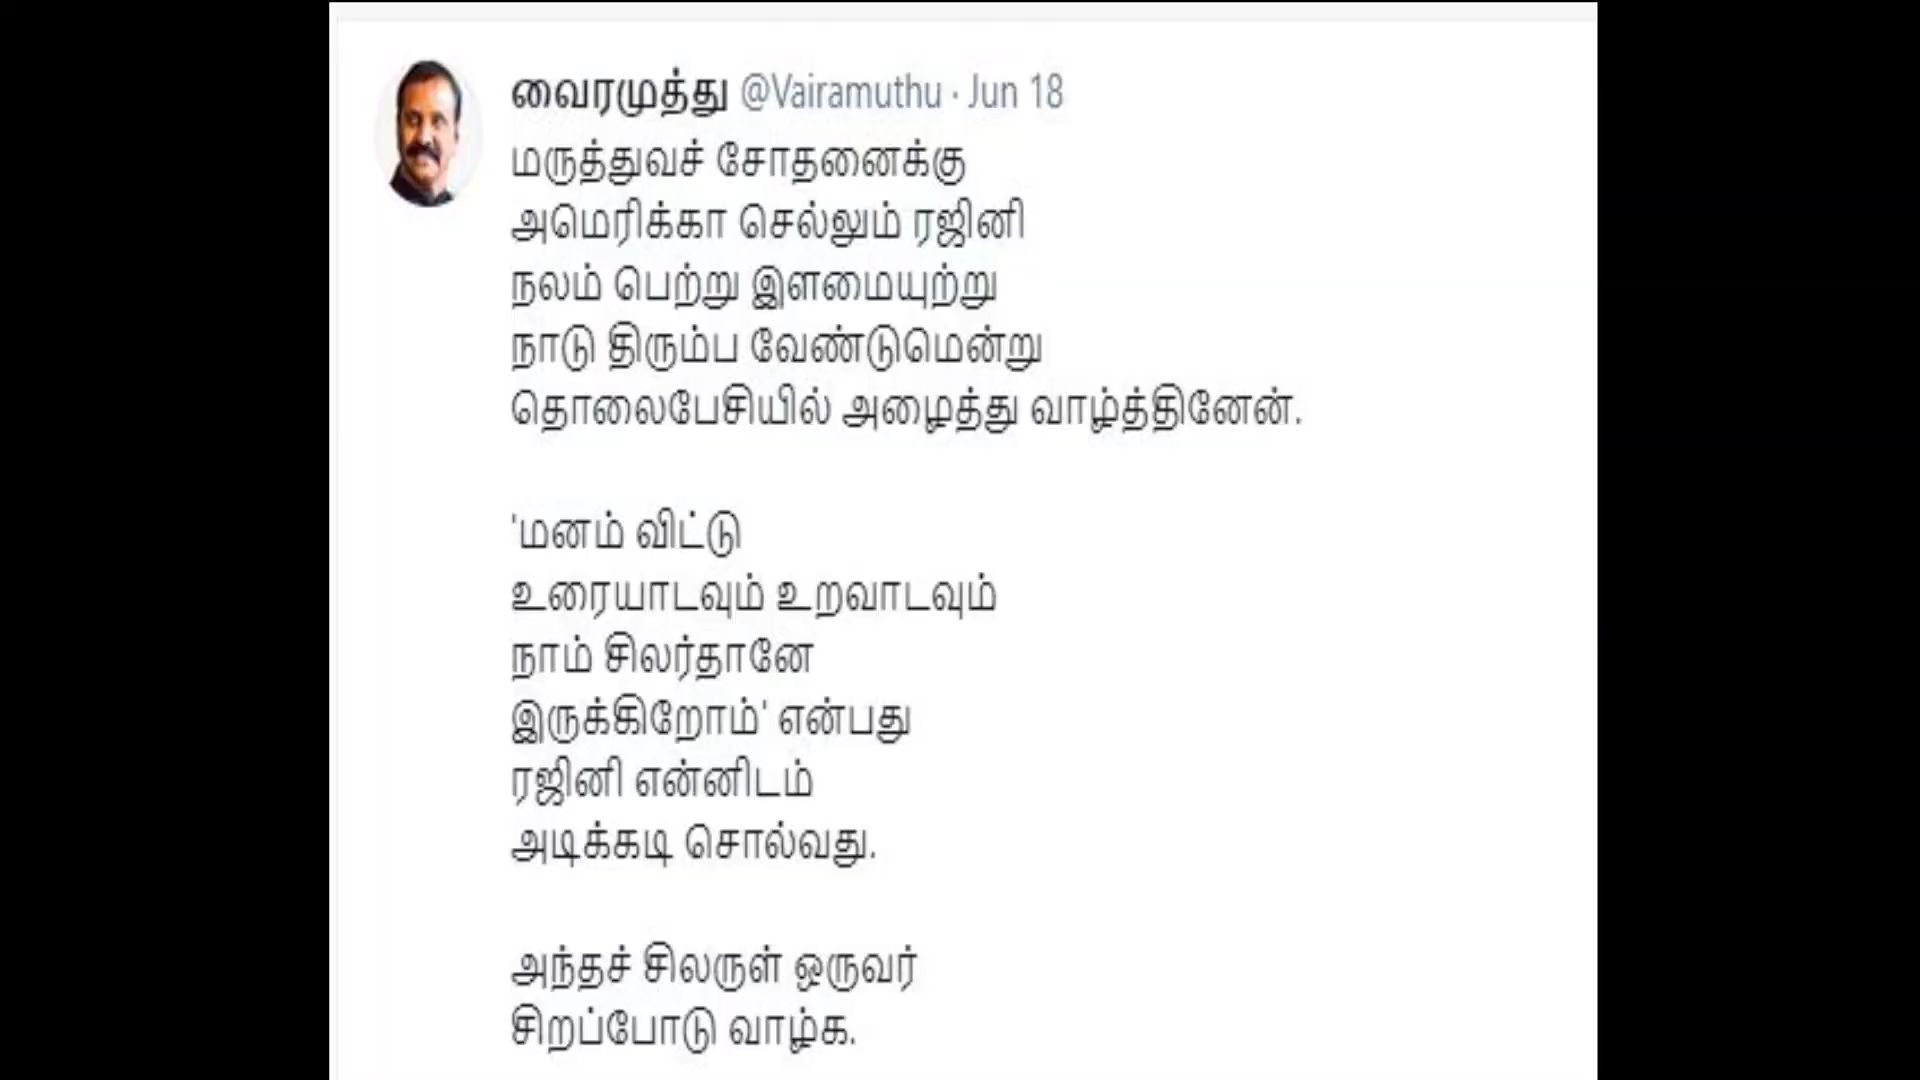 வைரமுத்து @Vairamuthu · Jun 18
மருத்துவச் சோதனைக்கு
அமெரிக்கா செல்லும் ரஜினி
நலம் பெற்று இளமையுற்று
நாடு திரும்ப வேண்டுமென்று
தொலைபேசியில் அழைத்து வாழ்த்தினேன்.
'மனம் விட்டு
உரையாடவும் உறவாடவும்
நாம் சிலர்தானே
இருக்கிறோம்' என்பது
ரஜினி என்னிடம்
அடிக்கடி சொல்வது.
அந்தச் சிலருள் ஒருவர்
சிறப்போடு வாழ்க.